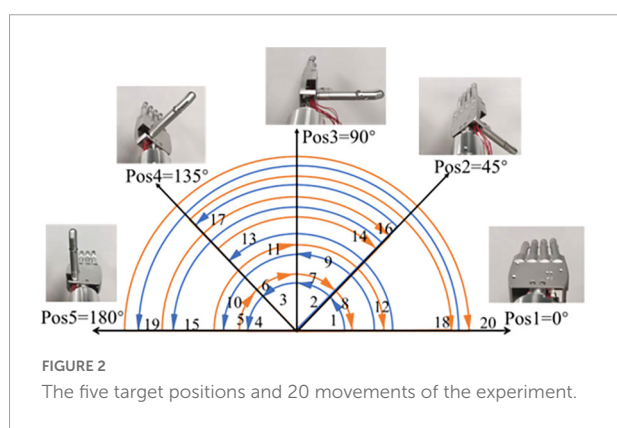 Pos3=90°
Pos4=135°
Pos2=45°
17
16
14
13
11
9
7
6
10
3
2
8
12
Pos5=180°
19
15
5
4
1
18
20
Pos1=0°
FIGURE 2
The five target positions and 20 movements of the experiment.